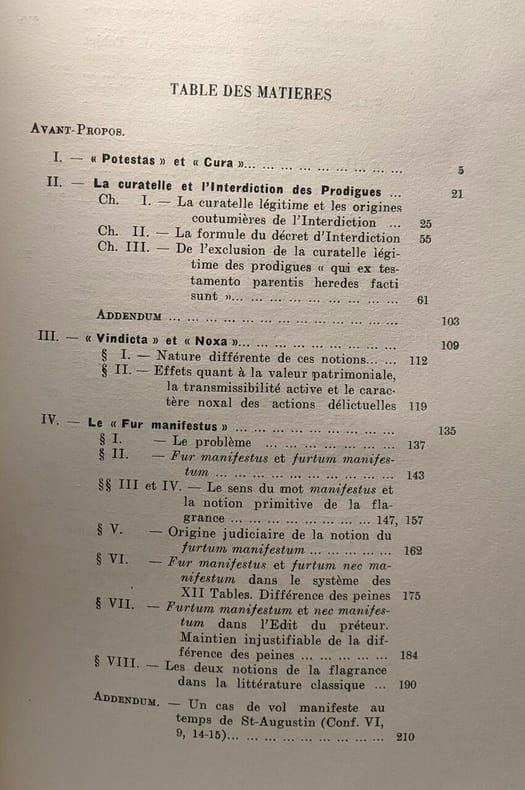 TABLE DES MATIERES
AVANT-PROPOS.
I. — « Potestas » et « Cura »... ... ... ... ... ... ... ... ... 5
II. — La curatelle et l'Interdiction des Prodigues ... 21
Ch. I. — La curatelle légitime et les origines
coutumières de l'Interdiction ... 25
Ch. II. — La formule du décret d'Interdiction 55
Ch. III. — De l'exclusion de la curatelle légi-
time des prodigues « qui ex tes-
tamento parentis heredes facti
sunt »... ... ... ... ... ... ... ... ... 61
ADDENDUM ... ... ... ... ... ... ... ... ... ... ... ... 103
III. — « Vindicta » et « Noxa »... ... ... ... ... ... ... ... ... 109
§ I. — Nature différente de ces notions... ... 112
§ II. — Effets quant à la valeur patrimoniale,
la transmissibilité active et le carac-
tère noxal des actions délictuelles 119
IV. — Le « Fur manifestus » ... ... ... ... ... ... ... ... ... 135
§ I. — Le problème ... ... ... ... ... ... ... 137
§ II. — Fur manifestus et furtum manifes-
tum ... ... ... ... ... ... ... ... ... ... 143
§§ III et IV. — Le sens du mot manifestus et
la notion primitive de la fla-
grance ... ... ... ... ... ... ... ... 147, 157
§ V. — Origine judiciaire de la notion du
furtum manifestum ... ... ... ... ... 162
§ VI. — Fur manifestus et furtum nec ma-
nifestum dans le système des
XII Tables. Différence des peines 175
§ VII. — Furtum manifestum et nec manifes-
tum dans l'Edit du préteur.
Maintien injustifiable de la dif-
férence des peines ... ... ... ... ... 184
§ VIII. — Les deux notions de la flagrance
dans la littérature classique ... 190
ADDENDUM. — Un cas de vol manifeste au
temps de St-Augustin (Conf. VI,
9, 14-15)... ... ... ... ... ... ... ... ... 210